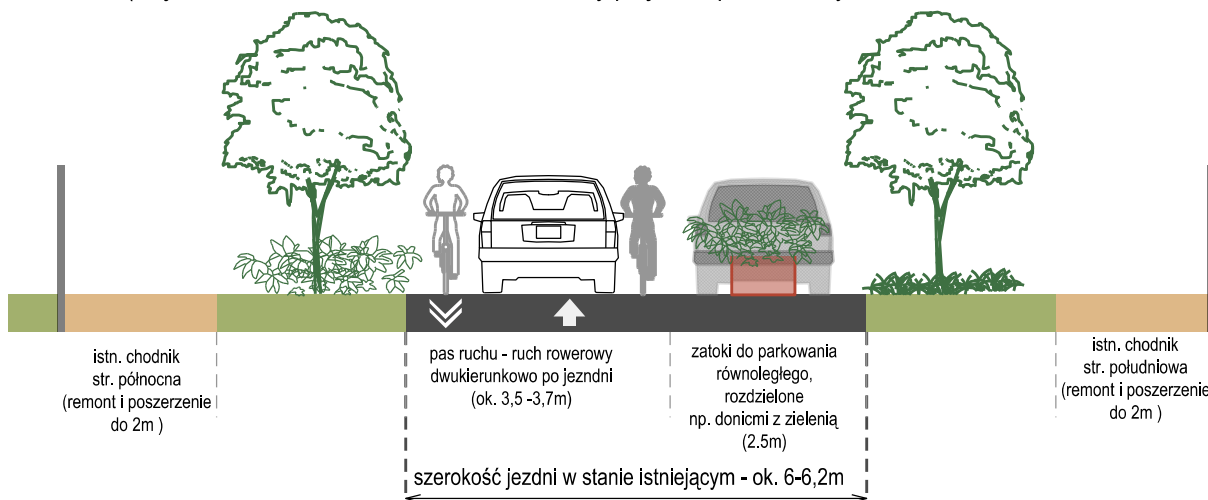 istn. chodnik
str. północna
(remont i poszerzenie
do 2m )
pas ruchu - ruch rowerowy
dwukierunkowo po jezndni
(ok. 3,5 -3,7m)
zatoki do parkowania
równoległego,
rozdzielone
np. donicmi z zielenią
(2.5m)
istn. chodnik
str. południowa
(remont i poszerzenie
do 2m )
szerokość jezdni w stanie istniejącym - ok. 6-6,2m